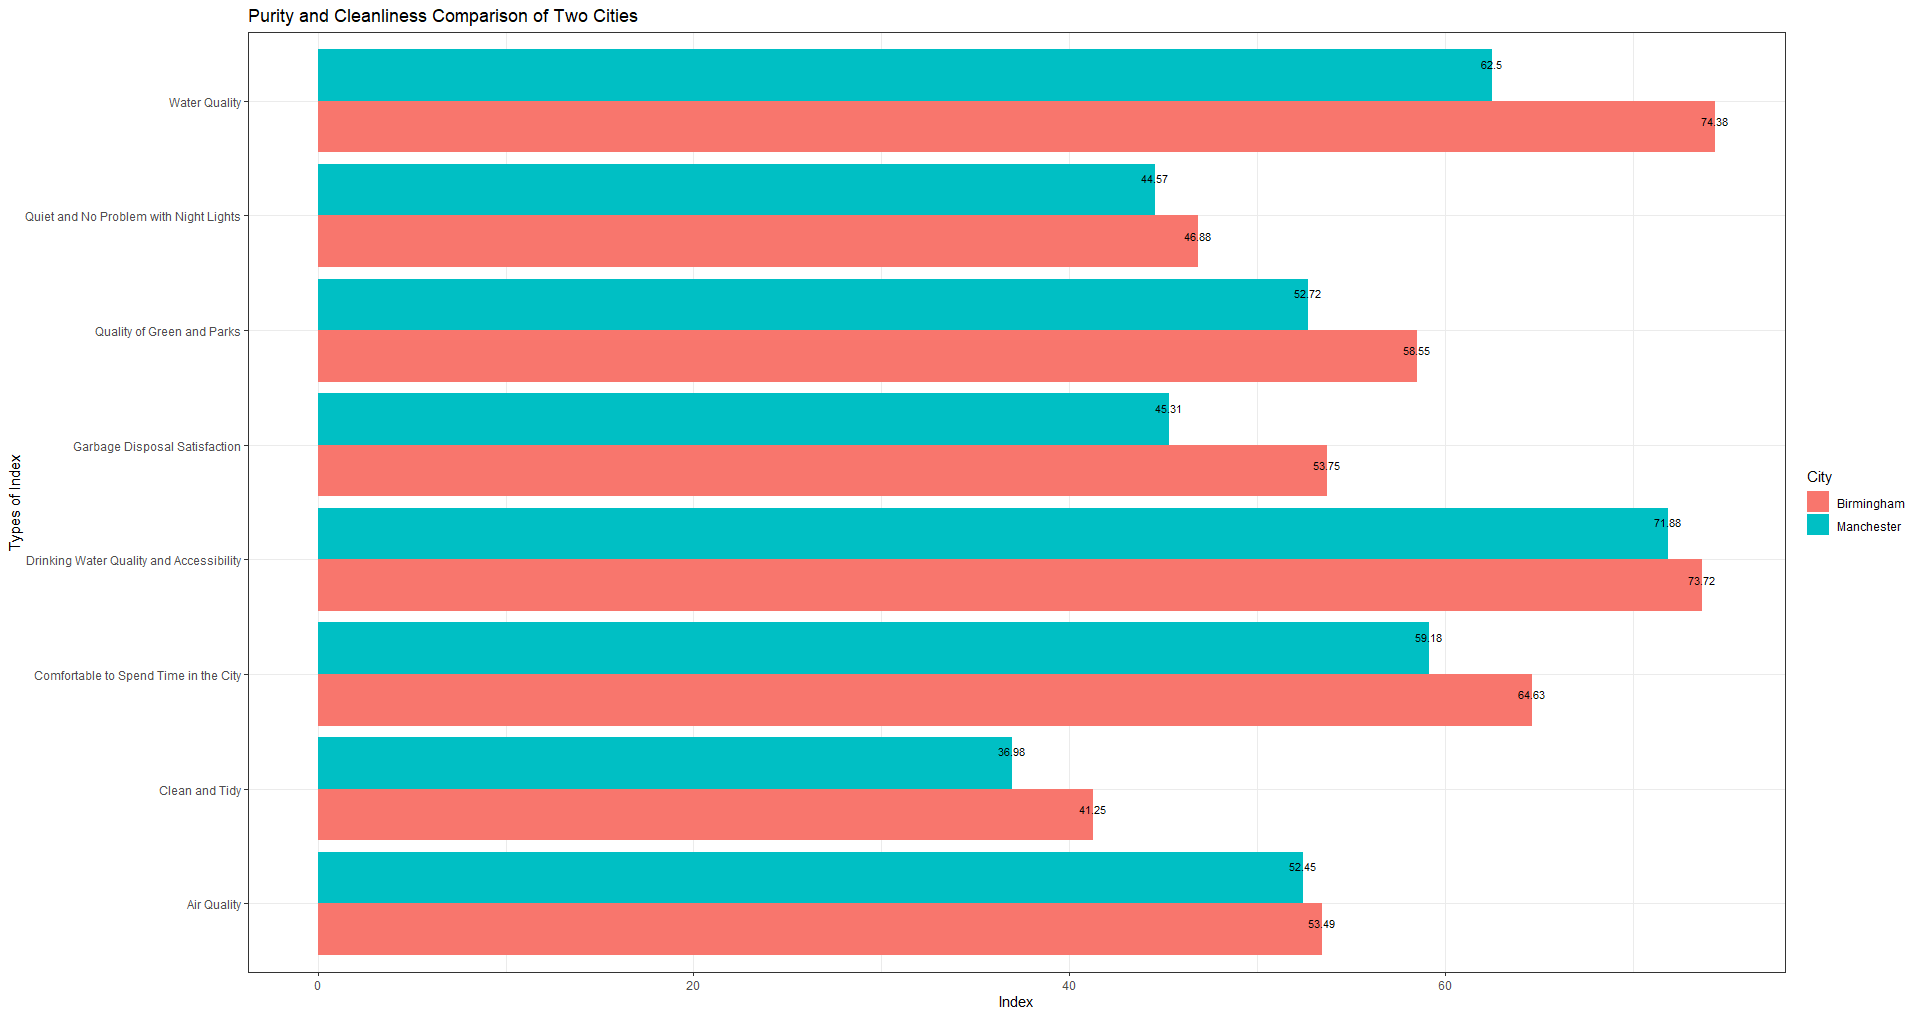 Purity and Cleanliness Comparison of Two Cities
Water Quality
62.5
74.38
Quiet and No Problem with Night Lights
44.57
46.88
Quality of Green and Parks
52.72
58.55
Garbage Disposal Satisfaction
45.31
53.75
Drinking Water Quality and Accessibility
71.88
73.72
Comfortable to Spend Time in the City
59.18
64.63
Clean and Tidy
36.98
41.25
Air Quality
52.45
53.49
Types of Index
0 20 40 60
Index
City
Birmingham
Manchester